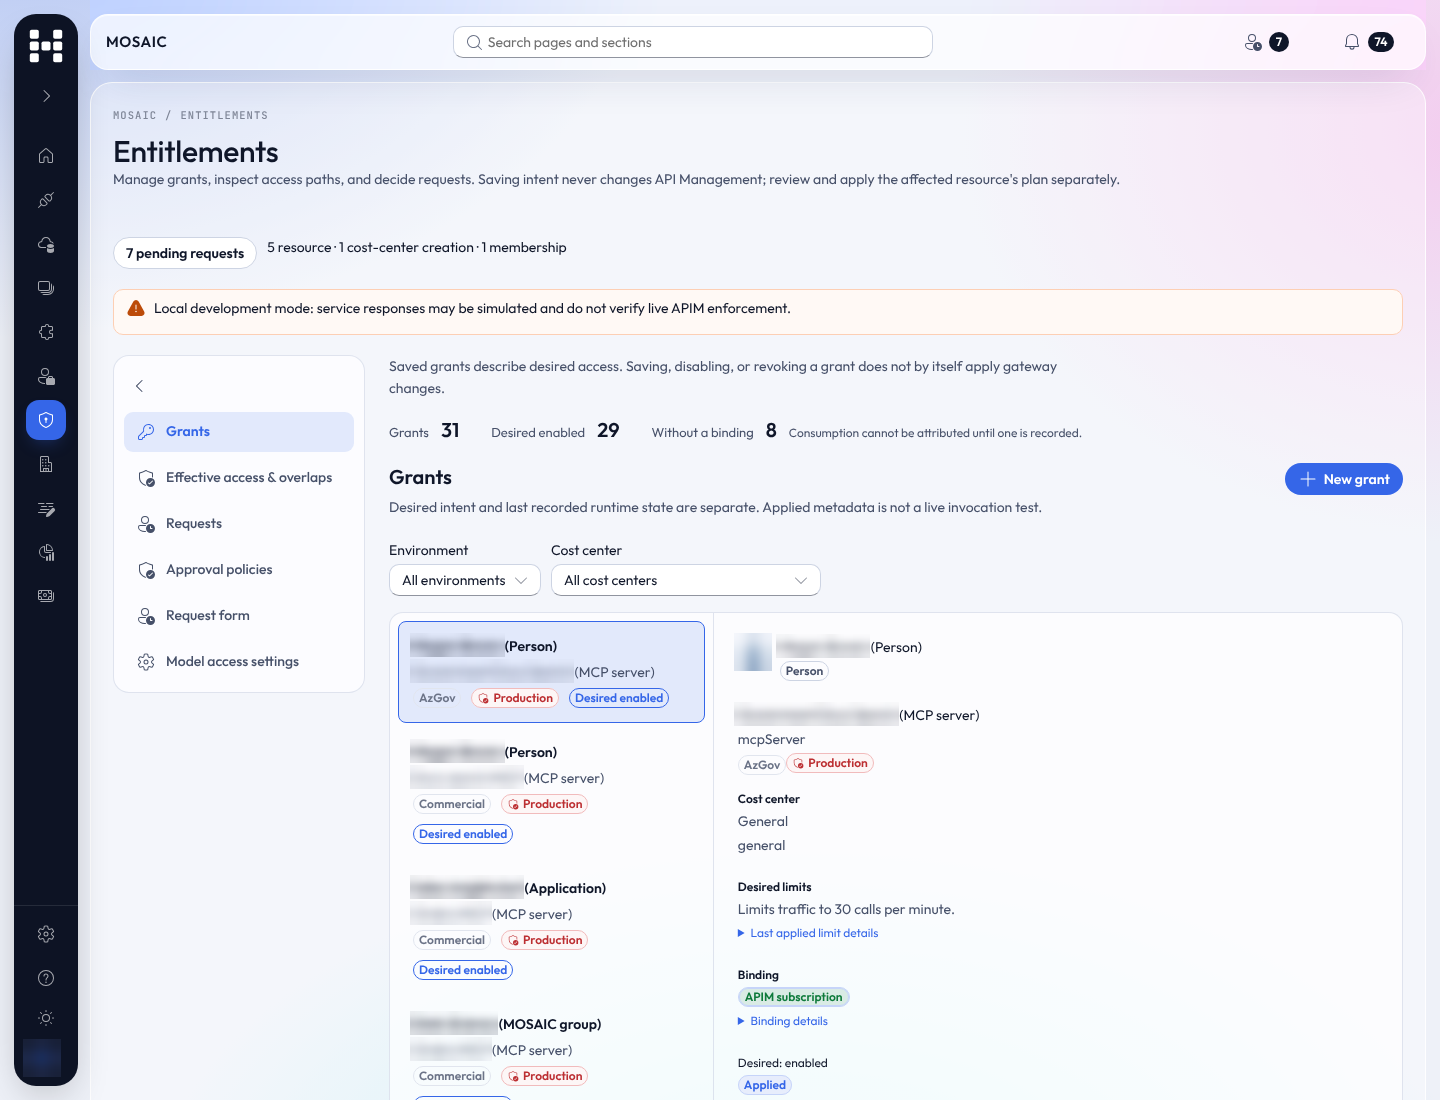 MOSAIC
Search pages and sections
7
74
MOSAIC / ENTITLEMENTS
Entitlements
Manage grants, inspect access paths, and decide requests. Saving intent never changes API Management; review and apply the affected resource's plan separately.
7 pending requests
5 resource · 1 cost-center creation · 1 membership
Local development mode: service responses may be simulated and do not verify live APIM enforcement.
Grants
Effective access & overlaps
Requests
Approval policies
Request form
Model access settings
Saved grants describe desired access. Saving, disabling, or revoking a grant does not by itself apply gateway
changes.
Grants 31 Desired enabled 29 Without a binding 8 Consumption cannot be attributed until one is recorded.
Grants
New grant
Desired intent and last recorded runtime state are separate. Applied metadata is not a live invocation test.
Environment
Cost center
All environments
All cost centers
(Person)
(MCP server)
AzGov Production Desired enabled
(Person)
(MCP server)
Commercial Production
Desired enabled
(Application)
(MCP server)
Commercial Production
Desired enabled
(MOSAIC group)
(MCP server)
Commercial Production
(Person)
Person
(MCP server)
mcpServer
AzGov Production
Cost center
General
general
Desired limits
Limits traffic to 30 calls per minute.
Last applied limit details
Binding
APIM subscription
Binding details
Desired: enabled
Applied